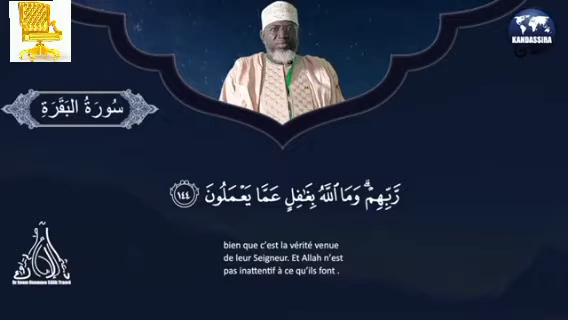 KANDASSIRA
سُورَةُ البَقَرَةِ
رَّبِّهِمْ ۗ وَمَا ٱللَّهُ بِغَٰفِلٍ عَمَّا يَعْمَلُونَ ١٤٤
bien que c’est la vérité venue
de leur Seigneur. Et Allah n’est
pas inattentif à ce qu’ils font .